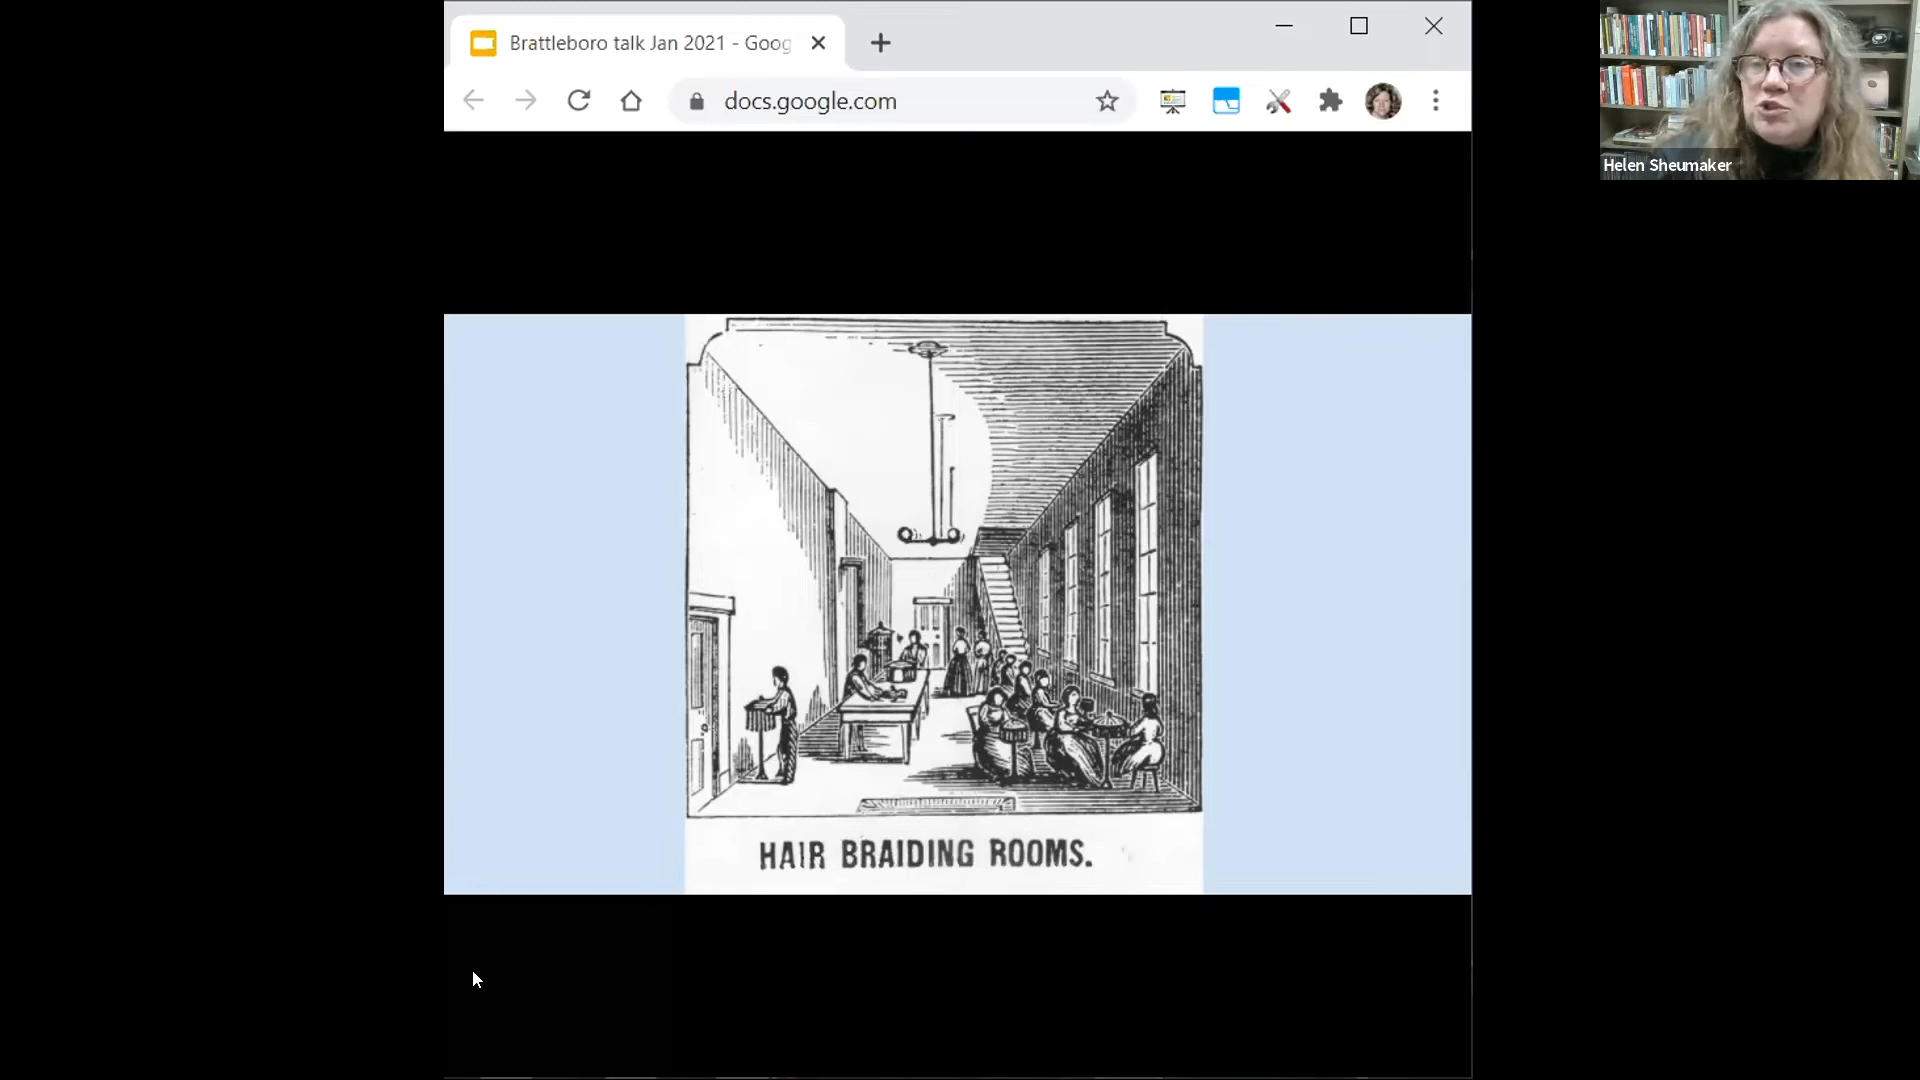 Brattleboro talk Jan 2021 - Goog
docs.google.com
Helen Sheumaker
HAIR BRAIDING ROOMS.